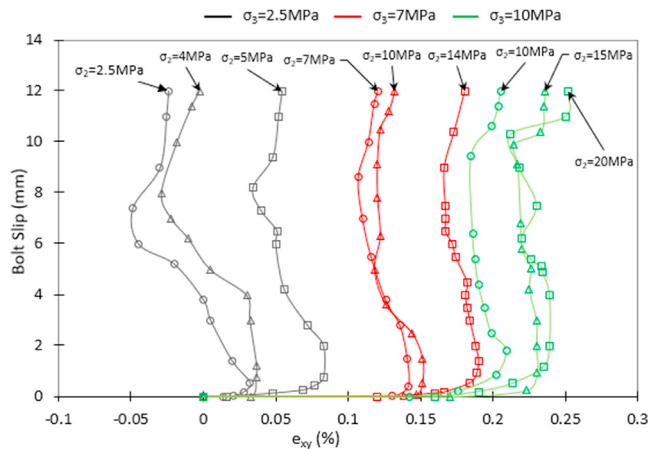 σ3=2.5MPa σ3=7MPa σ3=10MPa
14
12
10
8
6
4
2
0
Bolt Slip (mm)
σ2=2.5MPa
σ2=4MPa
σ2=5MPa
σ2=7MPa
σ2=10MPa
σ2=14MPa
σ2=10MPa
σ2=15MPa
σ2=20MPa
-0.1 -0.05 0 0.05 0.1 0.15 0.2 0.25 0.3
exy (%)